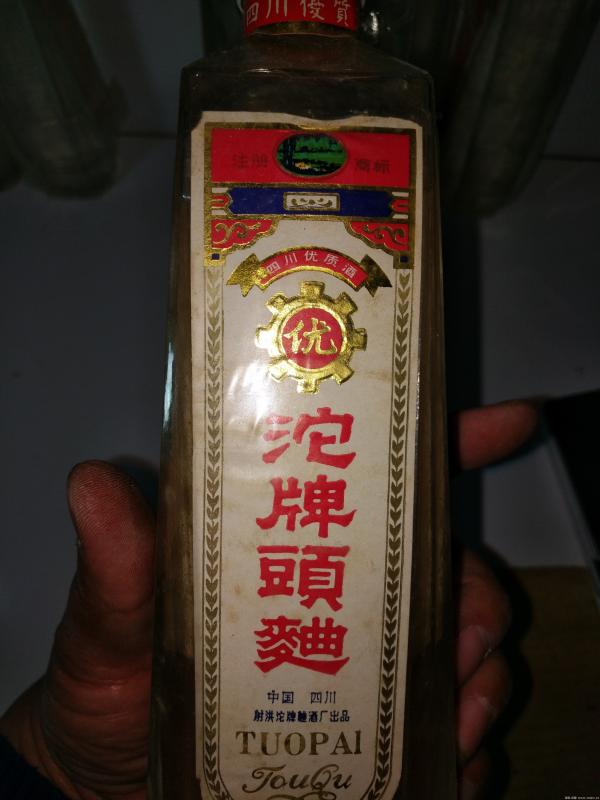 四川優質
注册 商标
四川优质酒
优
沱牌頭麯
中国 四川
射洪沱牌麯酒厂出品
TUOPAI
TouQu